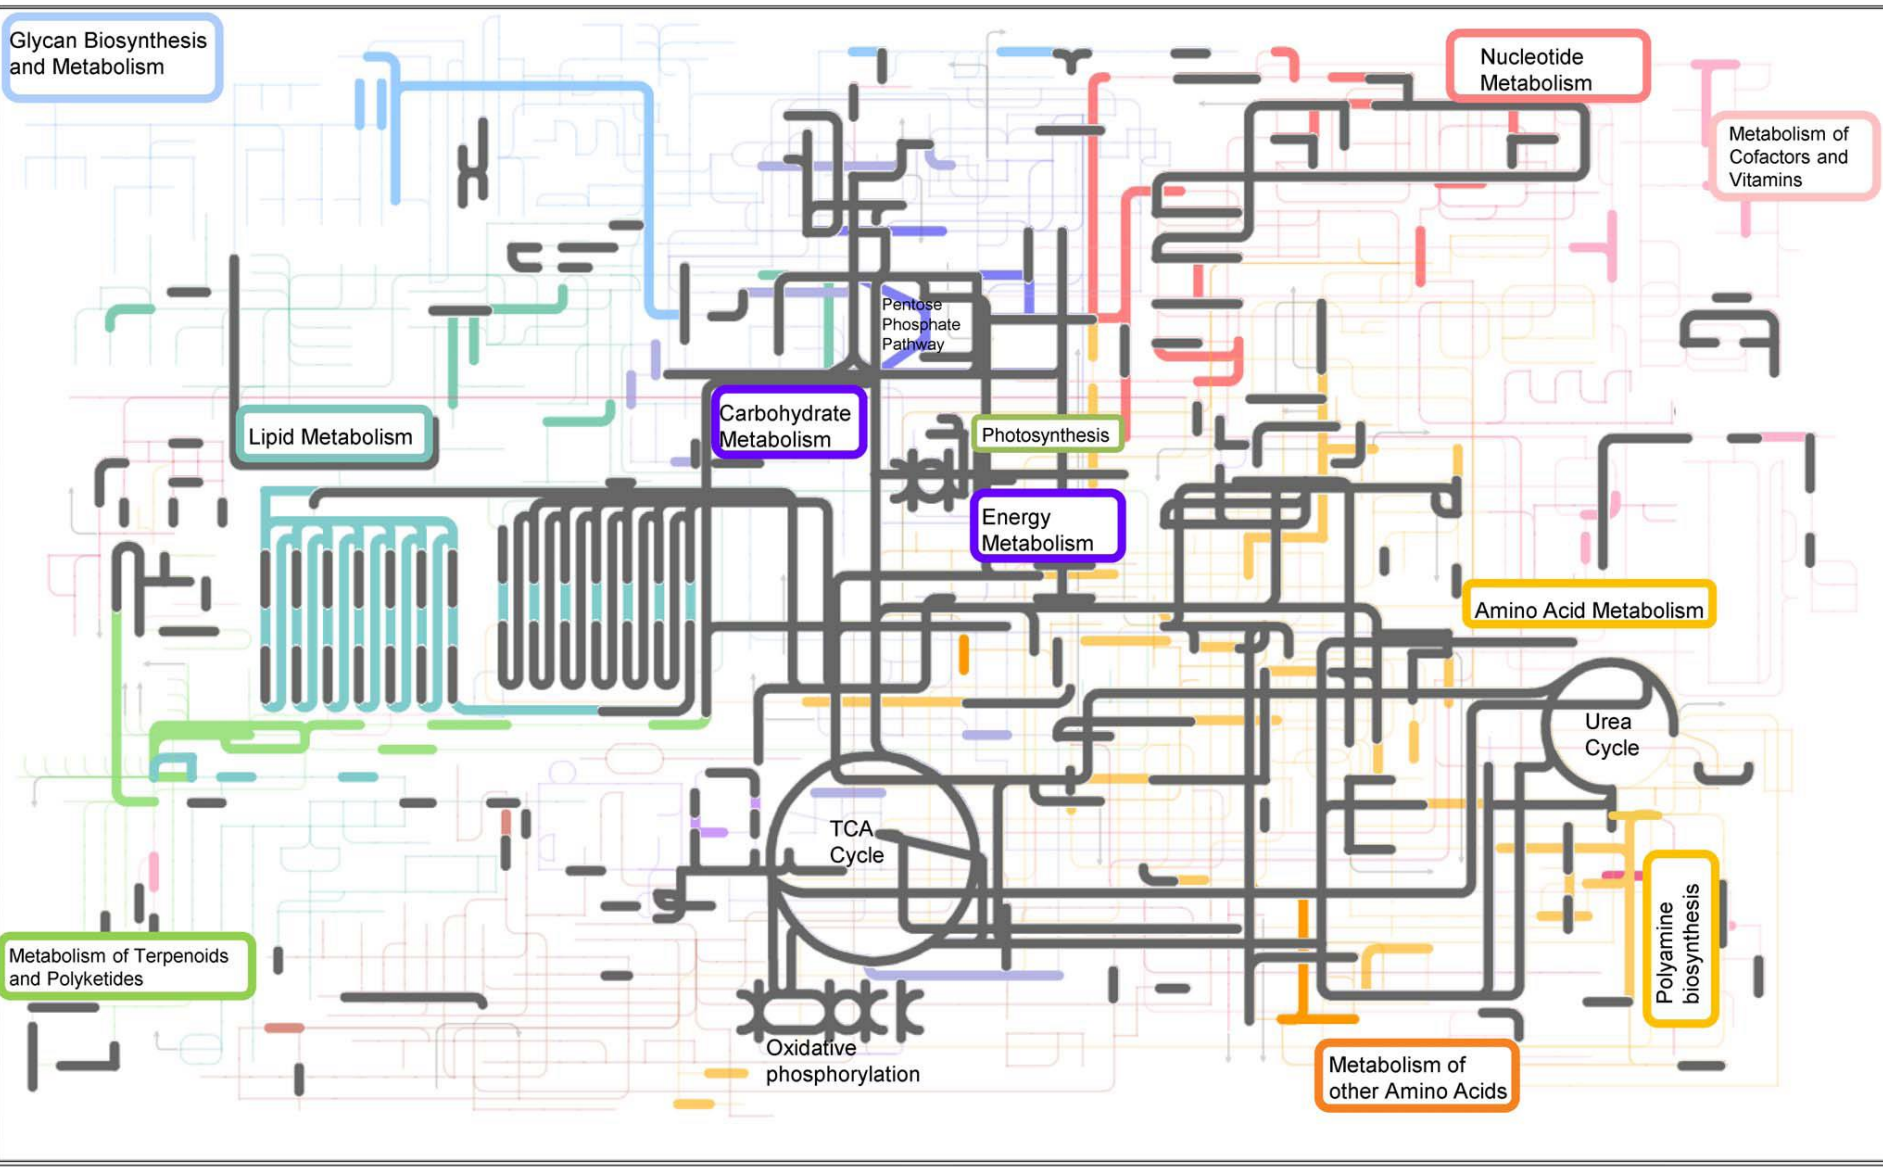 Glycan Biosynthesis
and Metabolism
Nucleotide
Metabolism
Metabolism of
Cofactors and
Vitamins
Pentose
Phosphate
Pathway
Lipid Metabolism
Carbohydrate
Metabolism
Photosynthesis
Energy
Metabolism
Amino Acid Metabolism
Urea
Cycle
TCA
Cycle
Polyamine
biosynthesis
Metabolism of Terpenoids
and Polyketides
Oxidative
phosphorylation
Metabolism of
other Amino Acids